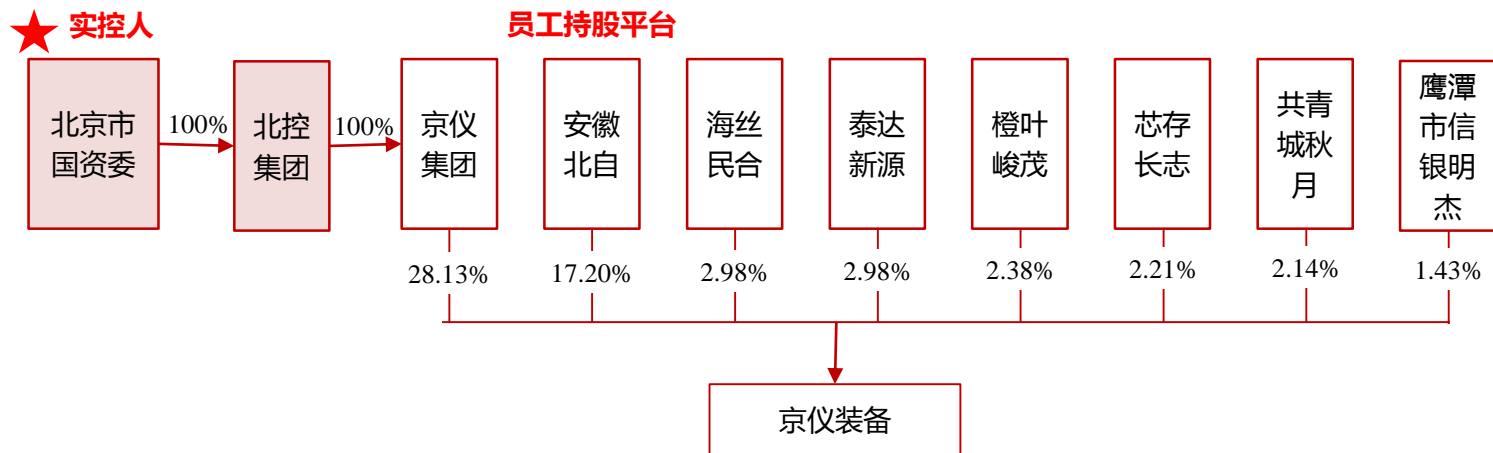 实控人
员工持股平台
北京市
国资委
100%
北控
集团
100%
京仪
集团
安徽
北自
海丝
民合
泰达
新源
橙叶
峻茂
芯存
长志
共青
城秋
月
鹰潭
市信
银明
杰
28.13%
17.20%
2.98%
2.98%
2.38%
2.21%
2.14%
1.43%
京仪装备